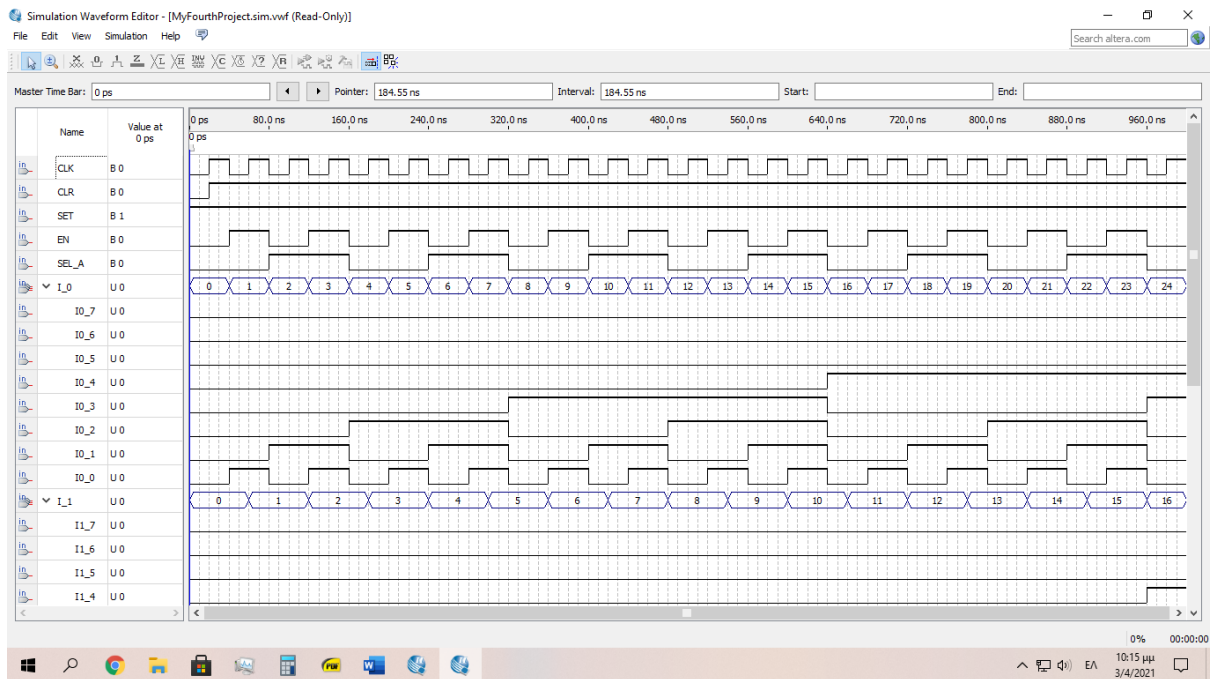 Simulation Waveform Editor - [MyFourthProject.sim.vwf (Read-Only)]
File Edit View Simulation Help
Search altera.com
Master Time Bar: 0 ps Pointer: 184.55 ns Interval: 184.55 ns Start: End:
Name Value at 0 ps
0 ps 80.0 ns 160.0 ns 240.0 ns 320.0 ns 400.0 ns 480.0 ns 560.0 ns 640.0 ns 720.0 ns 800.0 ns 880.0 ns 960.0 ns
0 ps
CLK B 0
CLR B 0
SET B 1
EN B 0
SEL_A B 0
I_0 U 0 0 1 2 3 4 5 6 7 8 9 10 11 12 13 14 15 16 17 18 19 20 21 22 23 24
I0_7 U 0
I0_6 U 0
I0_5 U 0
I0_4 U 0
I0_3 U 0
I0_2 U 0
I0_1 U 0
I0_0 U 0
I_1 U 0 0 1 2 3 4 5 6 7 8 9 10 11 12 13 14 15 16
I1_7 U 0
I1_6 U 0
I1_5 U 0
I1_4 U 0
0% 00:00:00
ΕΛ 10:15 μμ
3/4/2021